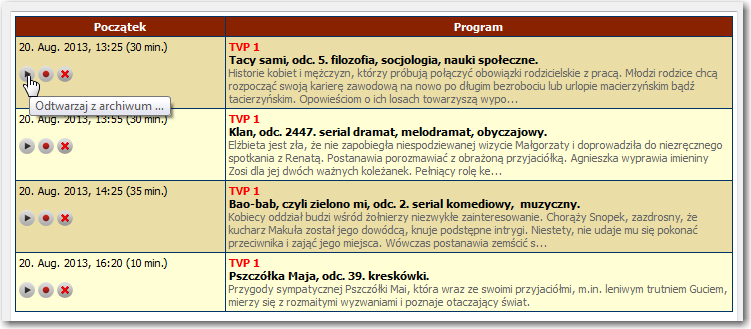 Początek
Program
20. Aug. 2013, 13:25 (30 min.)
TVP 1
Tacy sami, odc. 5. filozofia, socjologia, nauki społeczne.
Historie kobiet i mężczyzn, którzy próbują połączyć obowiązki rodzicielskie z pracą. Młodzi rodzice chcą
rozpocząć swoją karierę zawodową na nowo po długim bezrobociu lub urlopie macierzyńskim bądź
tacierzyńskim. Opowieściom o ich losach towarzyszy wypo...
Odtwarzaj z archiwum ...
20. Aug. 2013, 13:55 (30 min.)
TVP 1
Klan, odc. 2447. serial dramat, melodramat, obyczajowy.
Elżbieta jest zła, że nie zapobiegła niespodziewanej wizycie Małgorzaty i doprowadziła do niezręcznego
spotkania z Renatą. Postanawia porozmawiać z obrażoną przyjaciółką. Agnieszka wyprawia imieniny
Zosi dla jej dwóch ważnych koleżanek. Pełniący rolę ke...
20. Aug. 2013, 14:25 (35 min.)
TVP 1
Bao-bab, czyli zielono mi, odc. 2. serial komediowy, muzyczny.
Kobiecy oddział budzi wśród żołnierzy niezwykłe zainteresowanie. Chorąży Snopek, zazdrosny, że
kucharz Makuła został jego dowódcą, knuje podstępne intrygi. Niestety, nie udaje mu się pokonać
przeciwnika i zająć jego miejsca. Wówczas postanawia zemścić s...
20. Aug. 2013, 16:20 (10 min.)
TVP 1
Pszczółka Maja, odc. 39. kreskówki.
Przygody sympatycznej Pszczółki Mai, która wraz ze swoimi przyjaciółmi, m.in. leniwym trutniem Guciem,
mierzy się z rozmaitymi wyzwaniami i poznaje otaczający świat.